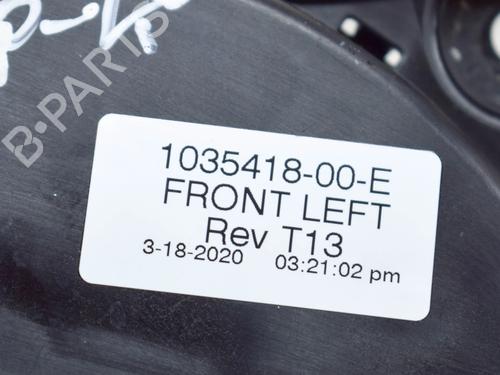 B-PARTS
1035418-00-E
FRONT LEFT
Rev T13
3-18-2020 03:21:02 pm